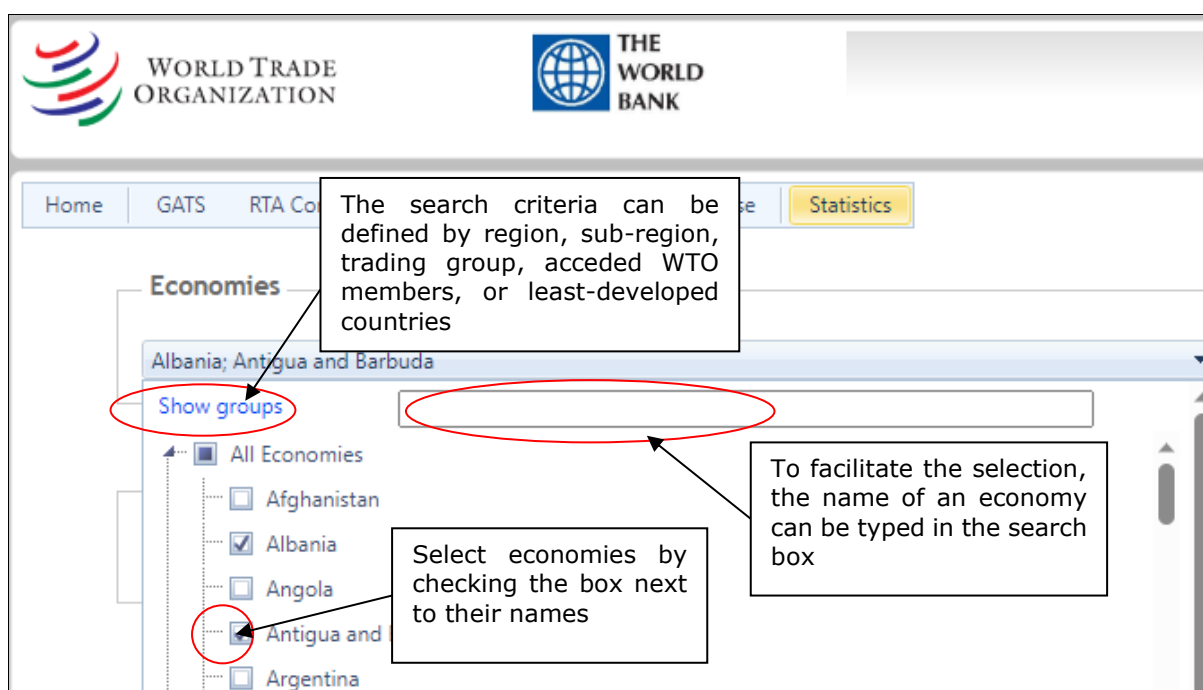 WORLD TRADE
ORGANIZATION
THE
WORLD
BANK
Home GATS RTA Statistics
The search criteria can be
defined by region, sub-region,
trading group, acceded WTO
members, or least-developed
countries
Economies
Albania; Antigua and Barbuda
Show groups
All Economies
Afghanistan
Albania
Angola
Antigua and
Argentina
To facilitate the selection,
the name of an economy
can be typed in the search
box
Select economies by
checking the box next
to their names